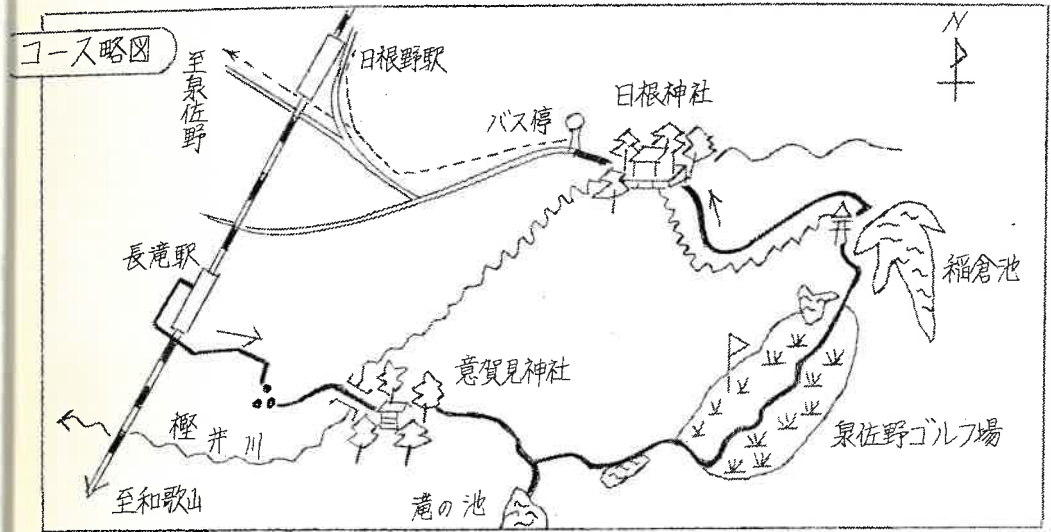 コース略図
N
至泉佐野
日根野駅
バス停
日根神社
長滝駅
稲倉池
意賀見神社
樫井川
泉佐野ゴルフ場
至和歌山
滝の池